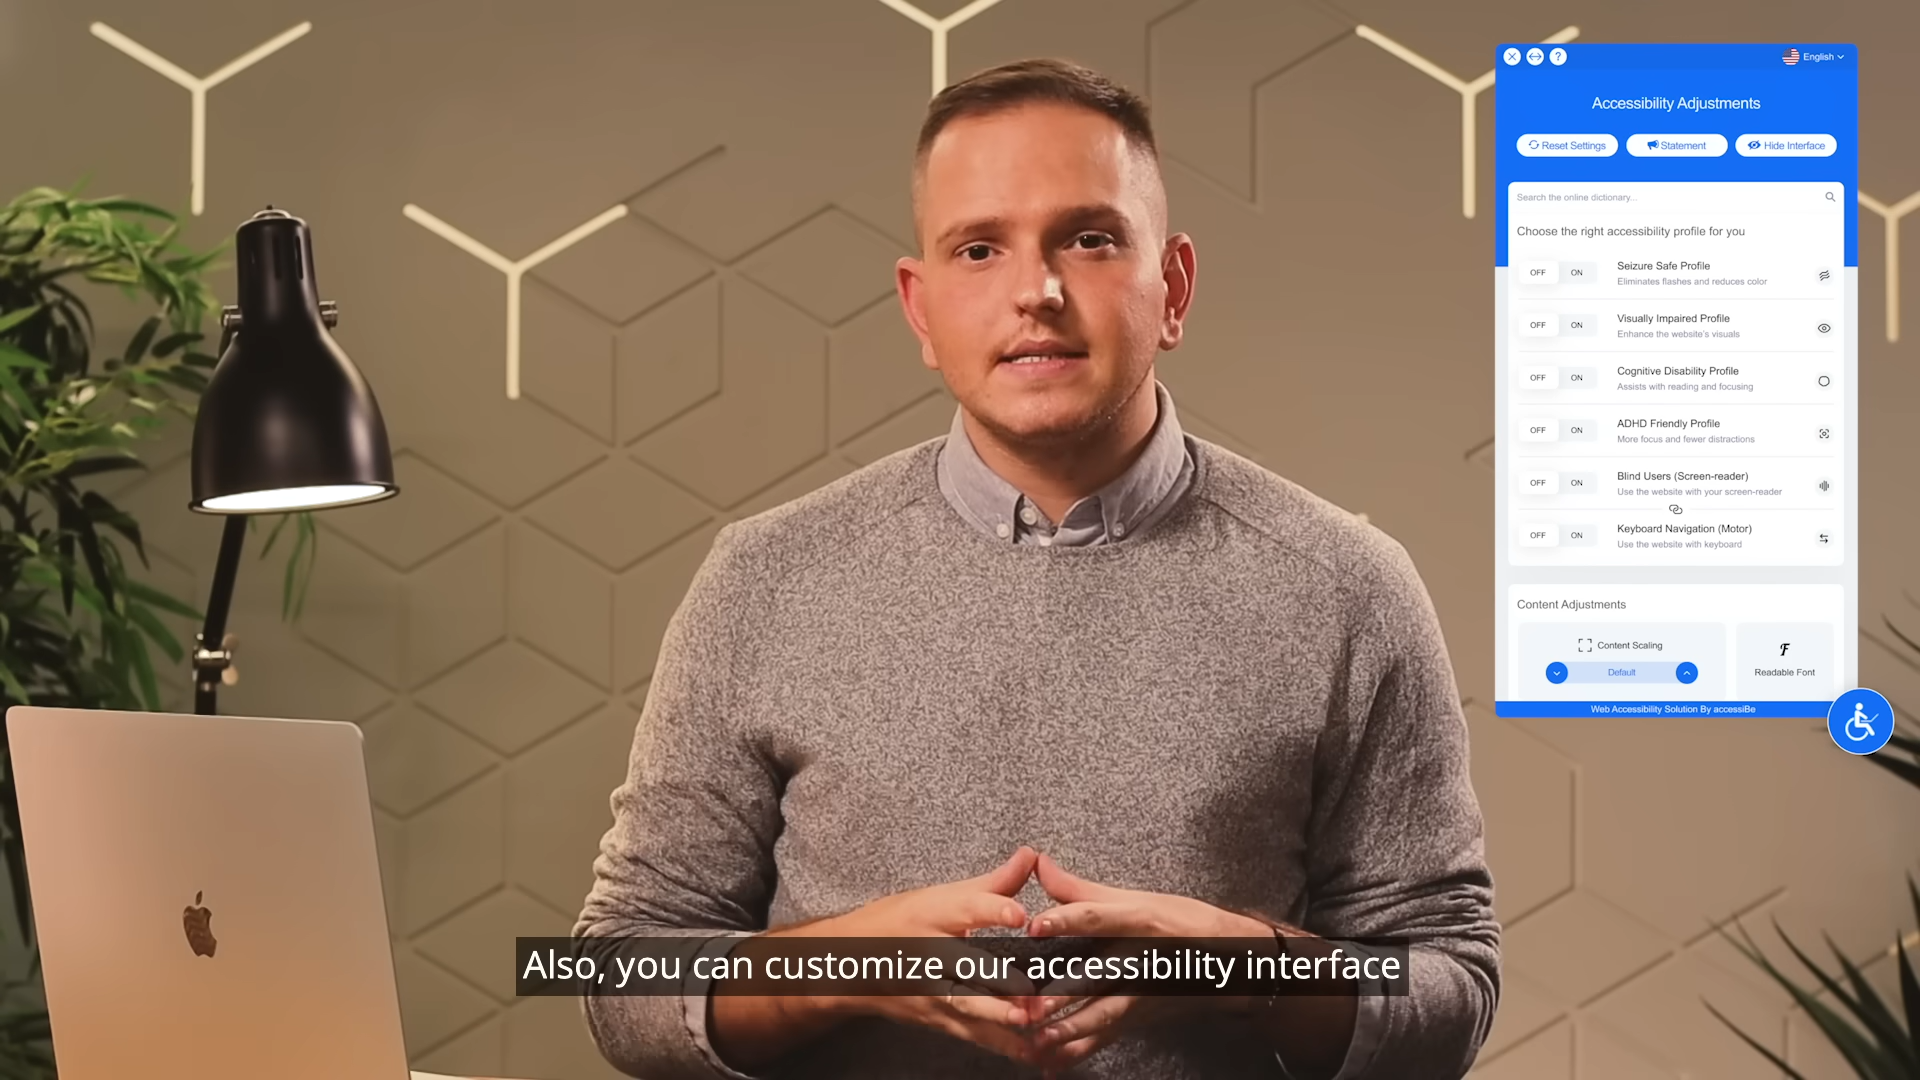 English
Accessibility Adjustments
Reset Settings
Statement
Hide Interface
Search the online dictionary...
Choose the right accessibility profile for you
OFF ON Seizure Safe Profile
Eliminates flashes and reduces color
OFF ON Visually Impaired Profile
Enhance the website's visuals
OFF ON Cognitive Disability Profile
Assists with reading and focusing
OFF ON ADHD Friendly Profile
More focus and fewer distractions
OFF ON Blind Users (Screen-reader)
Use the website with your screen-reader
OFF ON Keyboard Navigation (Motor)
Use the website with keyboard
Content Adjustments
Content Scaling
Default
Readable Font
Web Accessibility Solution By accessiBe
Also, you can customize our accessibility interface